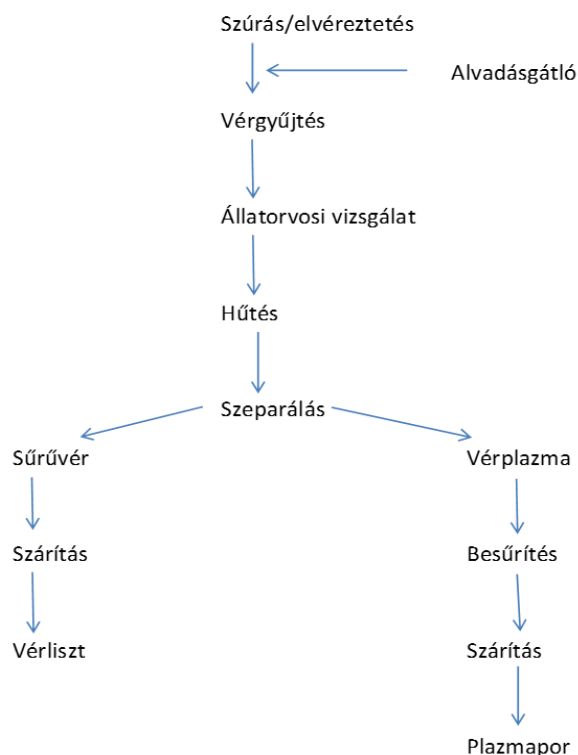 Szúrás/elvéreztetés
Alvadásgátló
Vérgyűjtés
Állatorvosi vizsgálat
Hűtés
Szeparálás
Sűrűvér
Vérplazma
Szárítás
Besűrítés
Vérliszt
Szárítás
Plazmapor